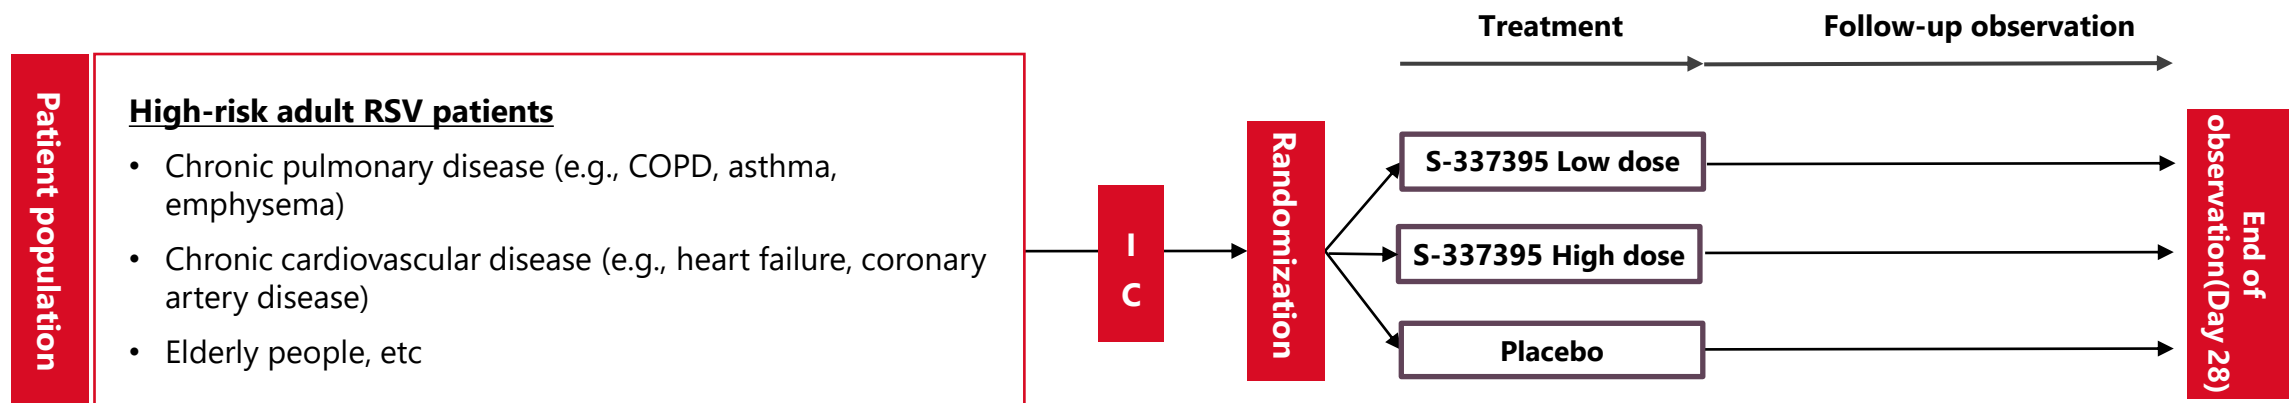 Patient population
High-risk adult RSV patients
• Chronic pulmonary disease (e.g., COPD, asthma,
emphysema)
• Chronic cardiovascular disease (e.g., heart failure, coronary
artery disease)
• Elderly people, etc
I
C
Randomization
Treatment
Follow-up observation
S-337395 Low dose
S-337395 High dose
Placebo
End of
observation(Day 28)